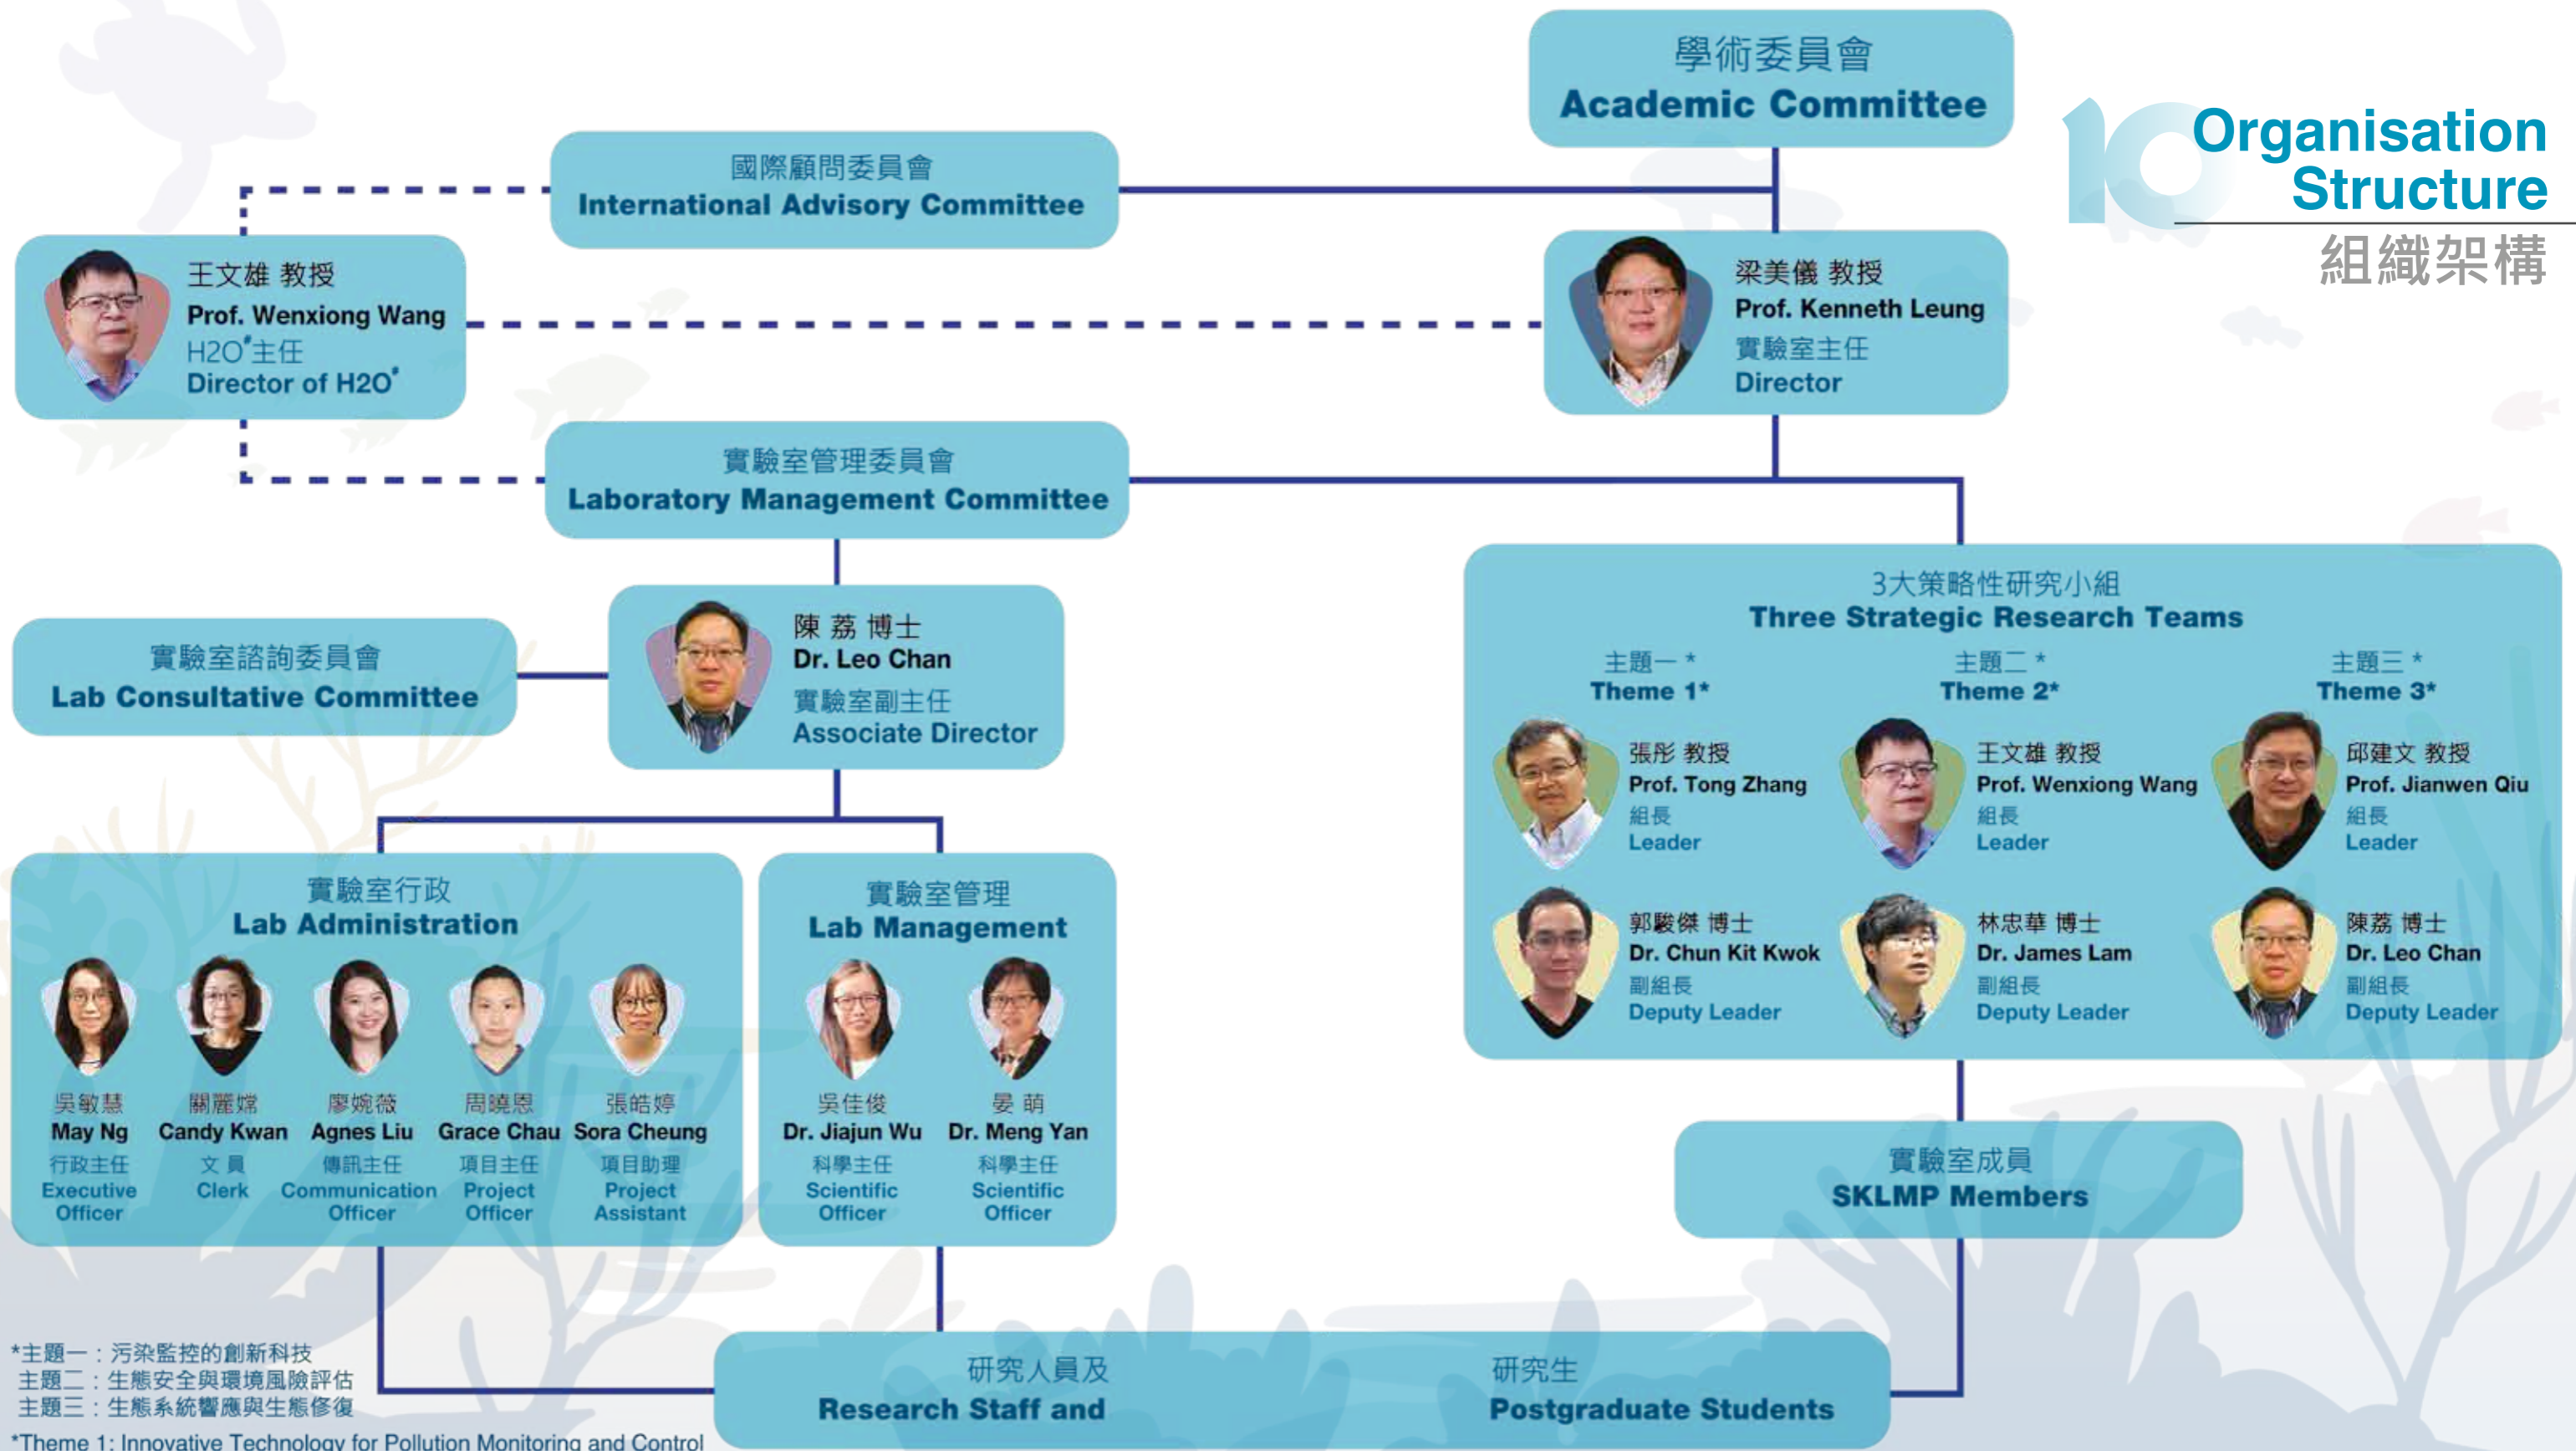 學術委員會
Academic Committee
10
Organisation
Structure
組織架構
國際顧問委員會
International Advisory Committee
王文雄 教授
Prof. Wenxiong Wang
H2O#主任
Director of H2O#
梁美儀 教授
Prof. Kenneth Leung
實驗室主任
Director
實驗室管理委員會
Laboratory Management Committee
實驗室諮詢委員會
Lab Consultative Committee
陳 荔 博士
Dr. Leo Chan
實驗室副主任
Associate Director
3大策略性研究小組
Three Strategic Research Teams
主題一 *
Theme 1*
張彤 教授
Prof. Tong Zhang
組長
Leader
郭駿傑 博士
Dr. Chun Kit Kwok
副組長
Deputy Leader
主題二 *
Theme 2*
王文雄 教授
Prof. Wenxiong Wang
組長
Leader
林忠華 博士
Dr. James Lam
副組長
Deputy Leader
主題三 *
Theme 3*
邱建文 教授
Prof. Jianwen Qiu
組長
Leader
陳荔 博士
Dr. Leo Chan
副組長
Deputy Leader
實驗室行政
Lab Administration
吳敏慧
May Ng
行政主任
Executive
Officer
關麗嫦
Candy Kwan
文 員
Clerk
廖婉薇
Agnes Liu
傳訊主任
Communication
Officer
周曉恩
Grace Chau
項目主任
Project
Officer
張皓婷
Sora Cheung
項目助理
Project
Assistant
實驗室管理
Lab Management
吳佳俊
Dr. Jiajun Wu
科學主任
Scientific
Officer
晏 萌
Dr. Meng Yan
科學主任
Scientific
Officer
實驗室成員
SKLMP Members
研究人員及 研究生
Research Staff and Postgraduate Students
*主題一：污染監控的創新科技
主題二：生態安全與環境風險評估
主題三：生態系統響應與生態修復
*Theme 1: Innovative Technology for Pollution Monitoring and Control